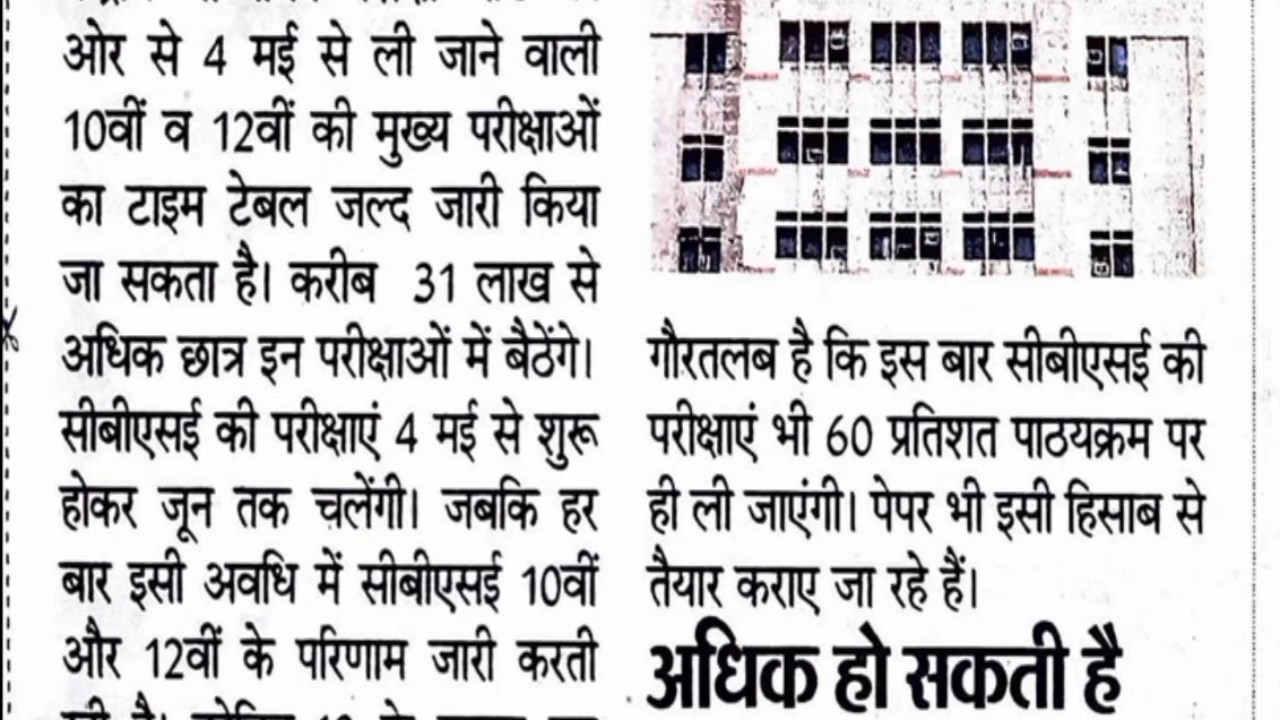 ओर से 4 मई से ली जाने वाली
10वीं व 12वीं की मुख्य परीक्षाओं
का टाइम टेबल जल्द जारी किया
जा सकता है। करीब 31 लाख से
अधिक छात्र इन परीक्षाओं में बैठेंगे।
सीबीएसई की परीक्षाएं 4 मई से शुरू
होकर जून तक चलेंगी। जबकि हर
बार इसी अवधि में सीबीएसई 10वीं
और 12वीं के परिणाम जारी करती
गौरतलब है कि इस बार सीबीएसई की
परीक्षाएं भी 60 प्रतिशत पाठयक्रम पर
ही ली जाएंगी। पेपर भी इसी हिसाब से
तैयार कराए जा रहे हैं।
अधिक हो सकती है